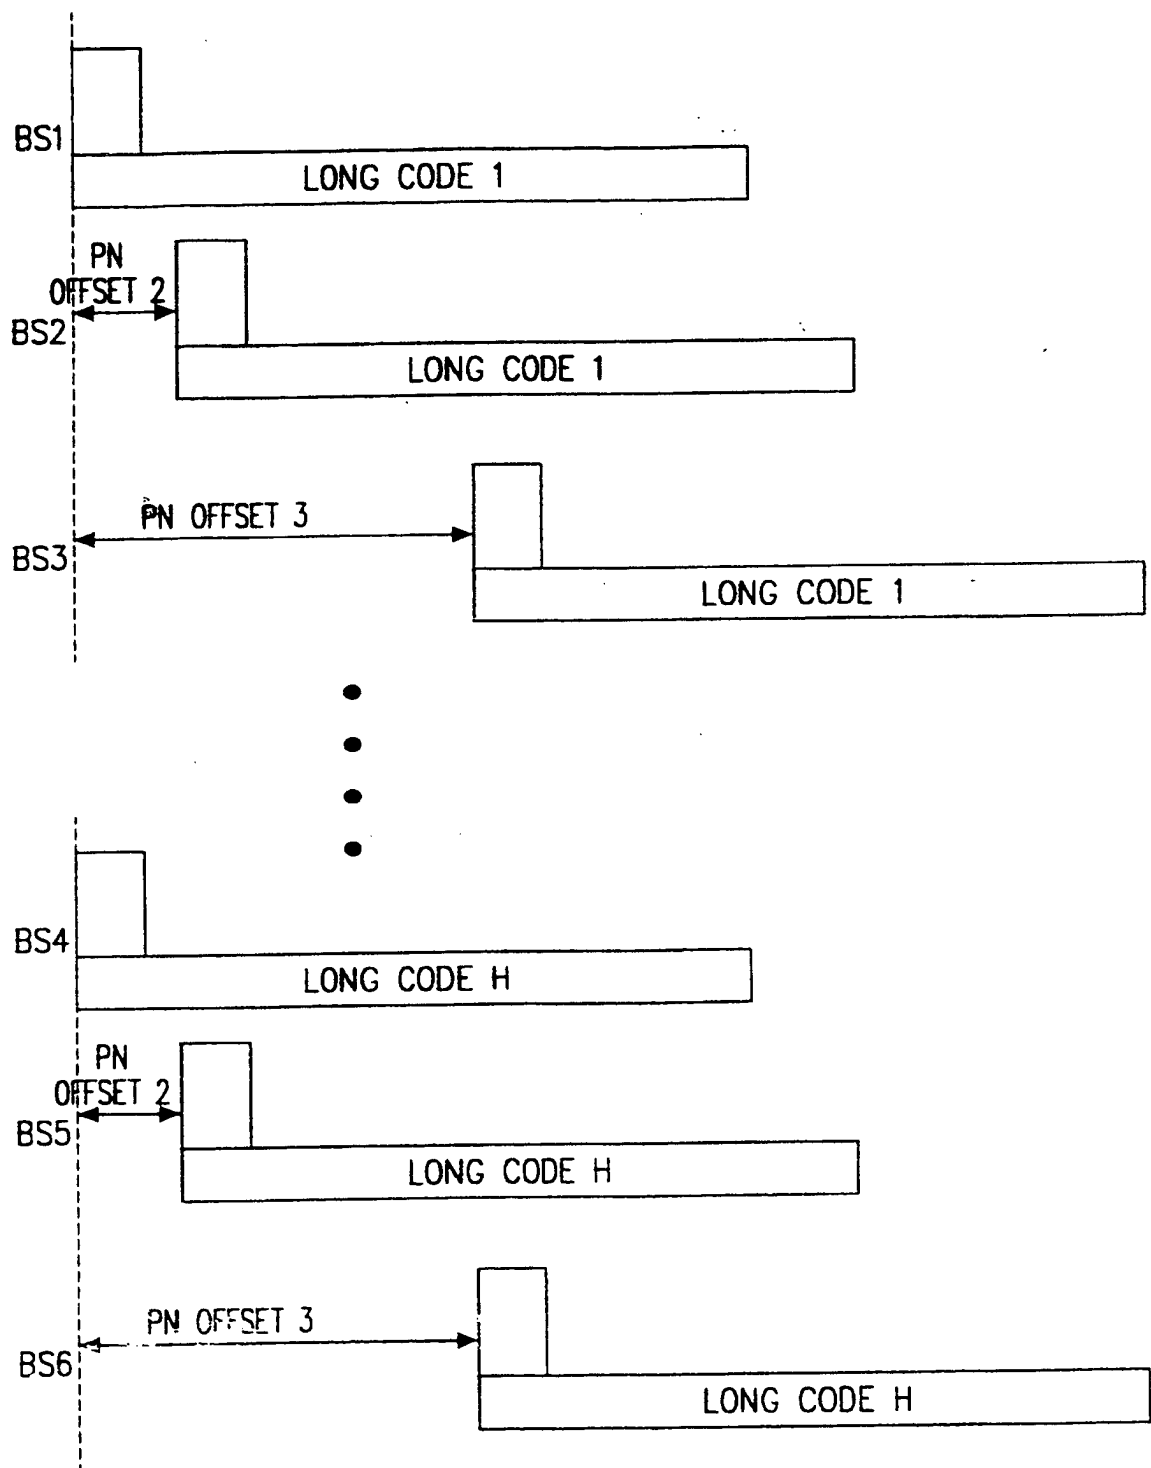 BS1
LONG CODE 1
PN
OFFSET 2
BS2
LONG CODE 1
PN OFFSET 3
BS3
LONG CODE 1
BS4
LONG CODE H
PN
OFFSET 2
BS5
LONG CODE H
PN OFFSET 3
BS6
LONG CODE H